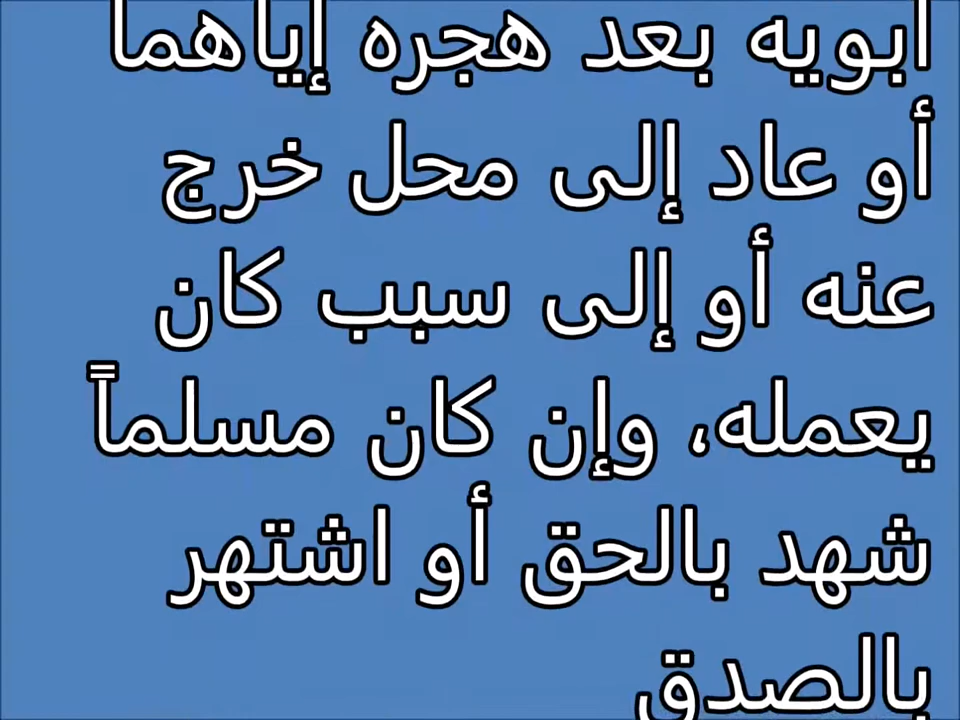 أبويه بعد هجره إياهما
أو عاد إلى محل خرج
عنه أو إلى سبب كان
يعمله، وإن كان مسلماً
شهد بالحق أو اشتهر
بالصدق